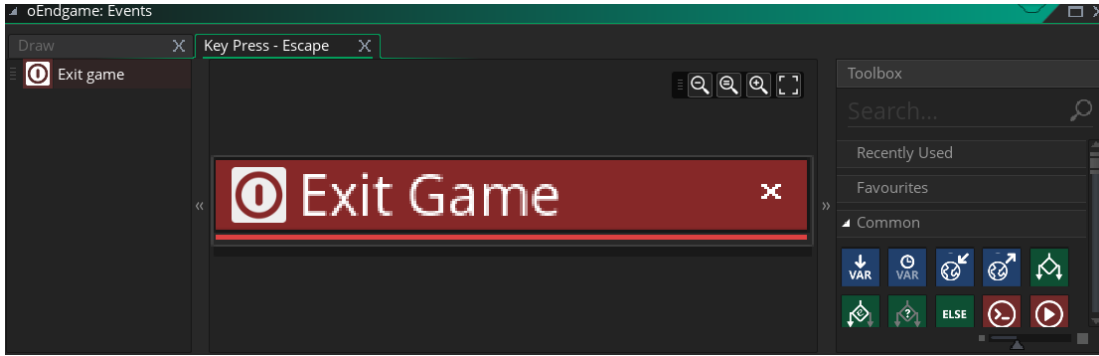 oEndgame: Events
Draw
Key Press - Escape
Exit game
Exit Game
Toolbox
Search...
Recently Used
Favourites
Common
VAR
VAR
ELSE